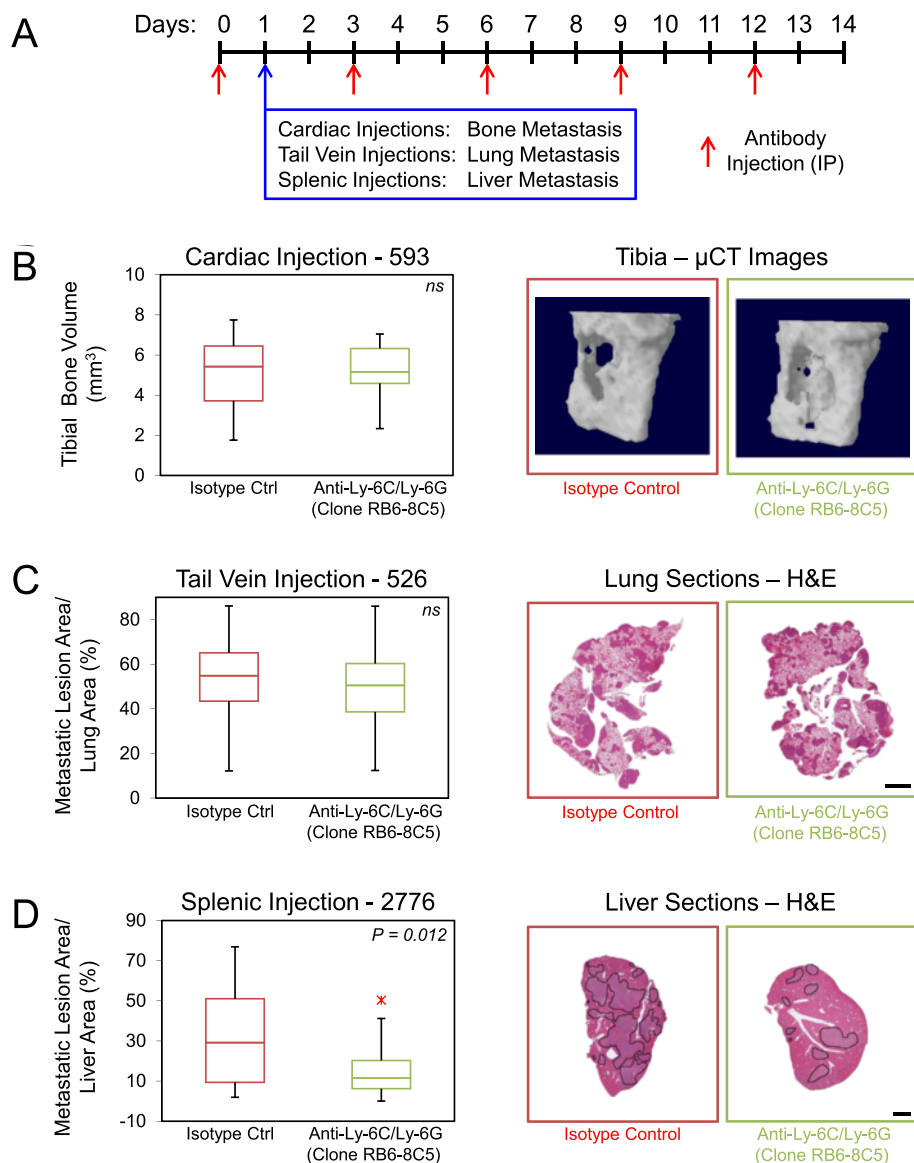 A
Days: 0 1 2 3 4 5 6 7 8 9 10 11 12 13 14
Cardiac Injections: Bone Metastasis
Tail Vein Injections: Lung Metastasis
Splenic Injections: Liver Metastasis
Antibody
Injection (IP)
B
Cardiac Injection - 593
Tibial Bone Volume
(mm³)
10
8
6
4
2
0
ns
Isotype Ctrl
Anti-Ly-6C/Ly-6G
(Clone RB6-8C5)
Tibia – µCT Images
Isotype Control
Anti-Ly-6C/Ly-6G
(Clone RB6-8C5)
C
Tail Vein Injection - 526
Metastatic Lesion Area/
Lung Area (%)
80
60
40
20
0
ns
Isotype Ctrl
Anti-Ly-6C/Ly-6G
(Clone RB6-8C5)
Lung Sections – H&E
Isotype Control
Anti-Ly-6C/Ly-6G
(Clone RB6-8C5)
D
Splenic Injection - 2776
Metastatic Lesion Area/
Liver Area (%)
90
70
50
30
10
-10
P = 0.012
Isotype Ctrl
Anti-Ly-6C/Ly-6G
(Clone RB6-8C5)
Liver Sections – H&E
Isotype Control
Anti-Ly-6C/Ly-6G
(Clone RB6-8C5)